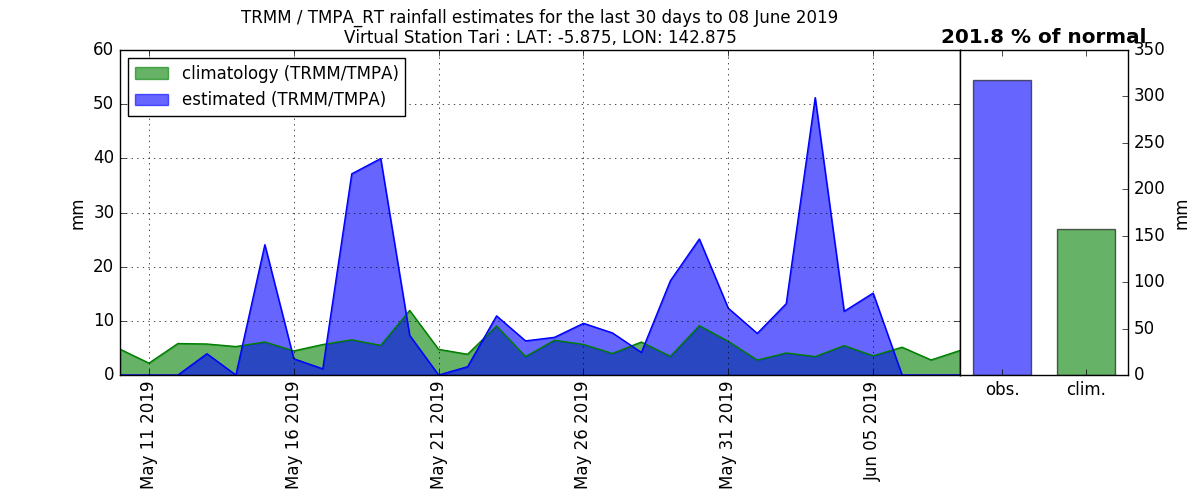 TRMM / TMPA_RT rainfall estimates for the last 30 days to 08 June 2019
Virtual Station Tari : LAT: -5.875, LON: 142.875
201.8 % of normal
climatology (TRMM/TMPA)
estimated (TRMM/TMPA)
60
50
40
30
20
10
0
mm
May 11 2019
May 16 2019
May 21 2019
May 26 2019
May 31 2019
Jun 05 2019
350
300
250
200
150
100
50
0
mm
obs.
clim.